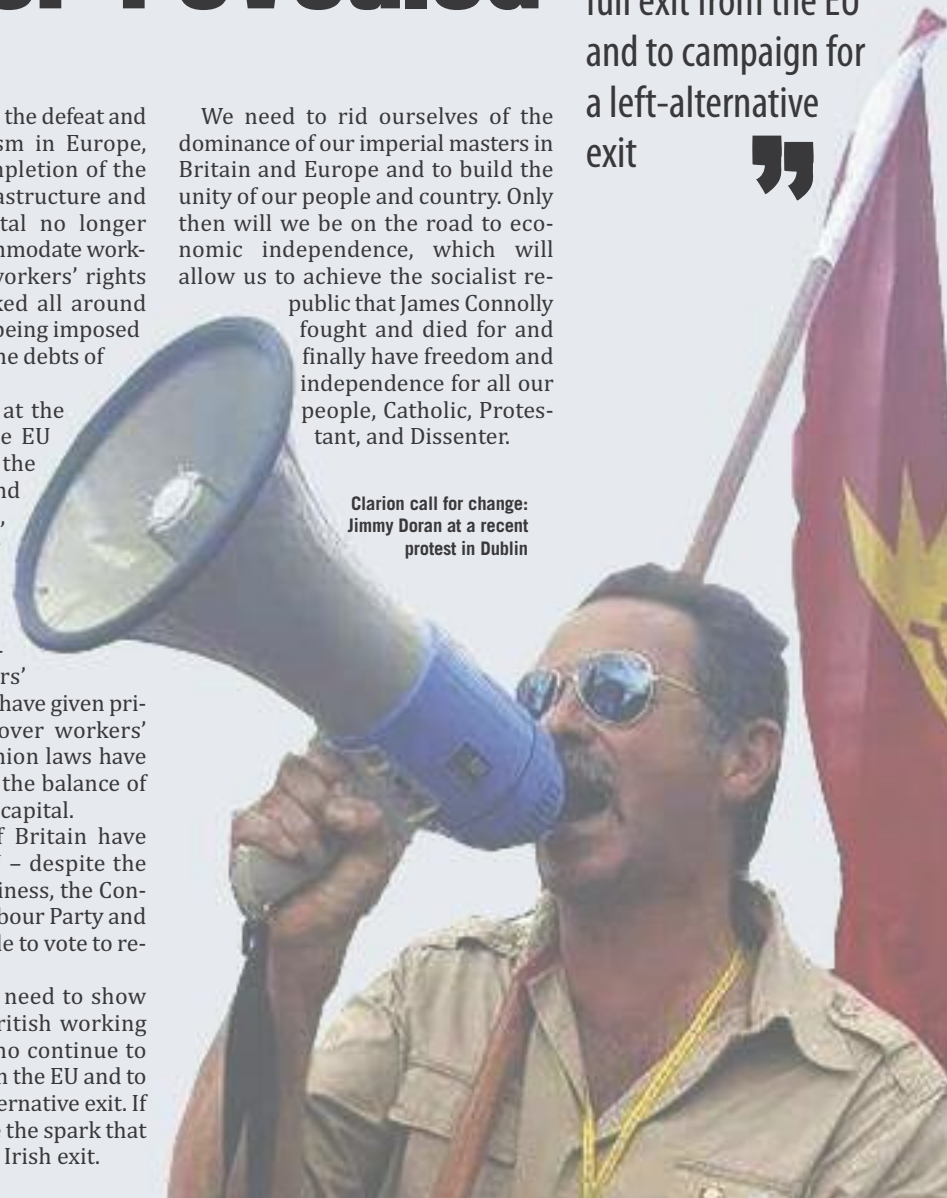 full exit from the EU
and to campaign for
a left-alternative
exit ”
the defeat and
sm in Europe,
mpletion of the
astructure and
tal no longer
mmodate work-
workers’ rights
ked all around
being imposed
he debts of
at the
e EU
the
nd
’
-
rs’
have given pri-
over workers’
nion laws have
the balance of
capital.
f Britain have
– despite the
iness, the Con-
bour Party and
le to vote to re-
need to show
ritish working
no continue to
n the EU and to
ernative exit. If
e the spark that
Irish exit.
We need to rid ourselves of the
dominance of our imperial masters in
Britain and Europe and to build the
unity of our people and country. Only
then will we be on the road to eco-
nomic independence, which will
allow us to achieve the socialist re-
public that James Connolly
fought and died for and
finally have freedom and
independence for all our
people, Catholic, Protes-
tant, and Dissenter.
Clarion call for change:
Jimmy Doran at a recent
protest in Dublin